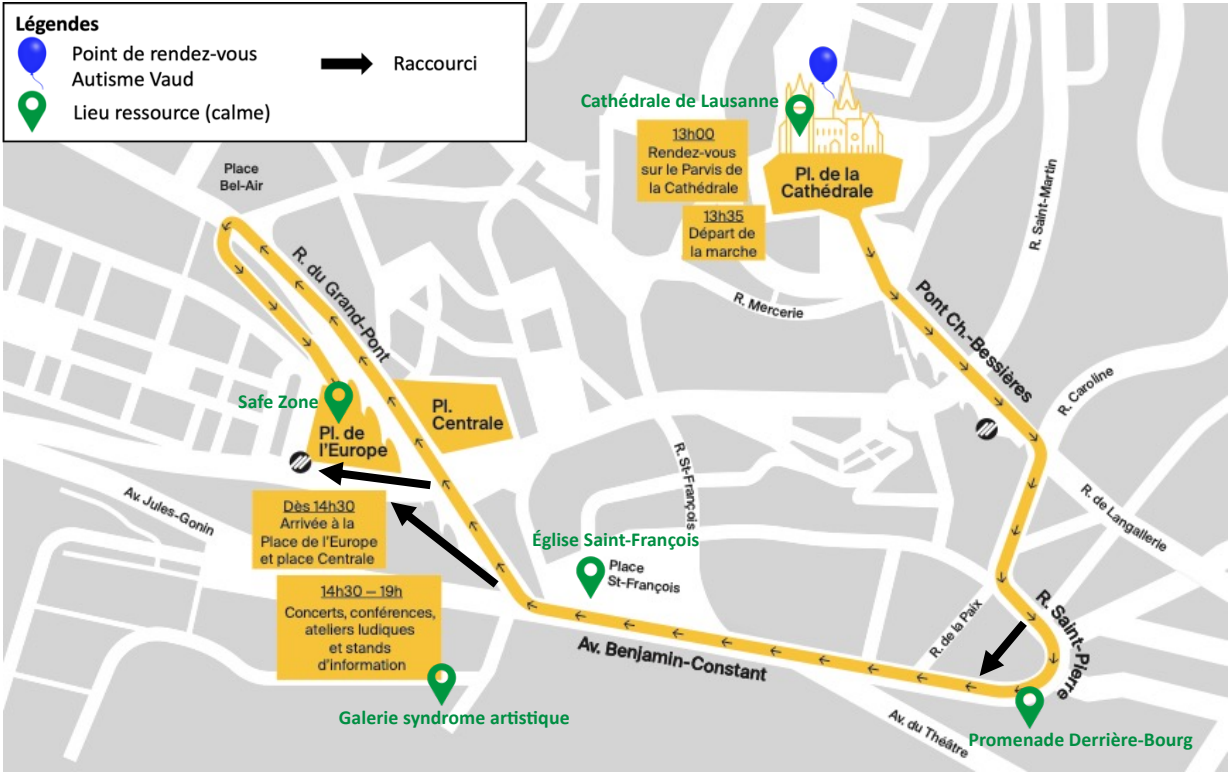 Légendes
Point de rendez-vous
Autisme Vaud
Raccourci
Lieu ressource (calme)
Cathédrale de Lausanne
13h00
Rendez-vous
sur le Parvis de
la Cathédrale
Pl. de la
Cathédrale
13h35
Départ de
la marche
Place
Bel-Air
R. Saint-Martin
R. du Grand-Pont
R. Mercerie
Pont Ch.-Bessières
R. Caroline
Safe Zone
Pl. de
l'Europe
Pl.
Centrale
R. St-François
R. de Langallerie
Av. Jules-Gonin
Dès 14h30
Arrivée à la
Place de l'Europe
et place Centrale
Église Saint-François
Place
St-François
14h30 – 19h
Concerts, conférences,
ateliers ludiques
et stands
d'information
R. de la Paix
R. Saint-Pierre
Av. Benjamin-Constant
Galerie syndrome artistique
Av. du Théâtre
Promenade Derrière-Bourg